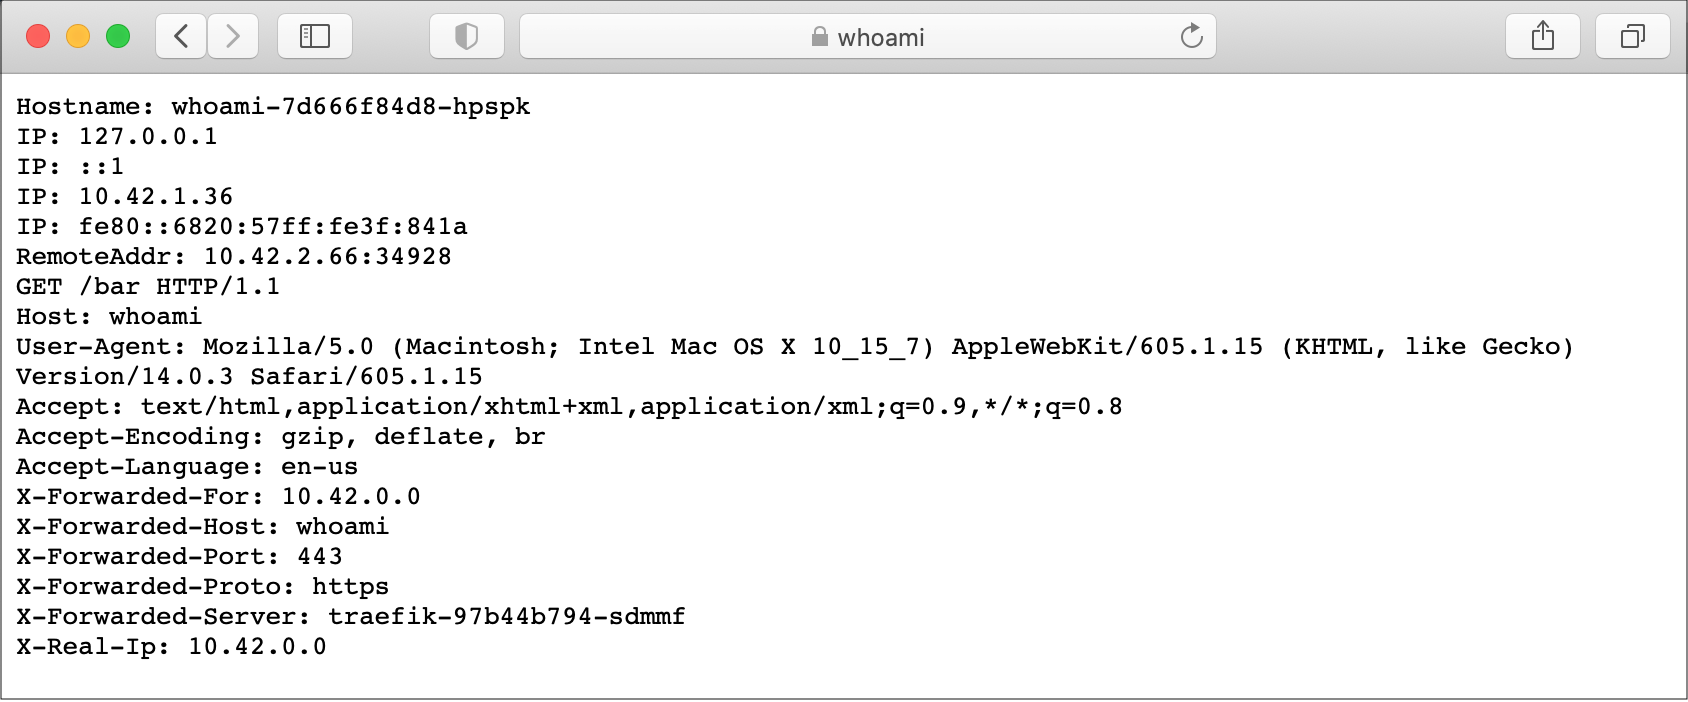 whoami
Hostname: whoami-7d666f84d8-hpspk
IP: 127.0.0.1
IP: ::1
IP: 10.42.1.36
IP: fe80::6820:57ff:fe3f:841a
RemoteAddr: 10.42.2.66:34928
GET /bar HTTP/1.1
Host: whoami
User-Agent: Mozilla/5.0 (Macintosh; Intel Mac OS X 10_15_7) AppleWebKit/605.1.15 (KHTML, like Gecko)
Version/14.0.3 Safari/605.1.15
Accept: text/html,application/xhtml+xml,application/xml;q=0.9,*/*;q=0.8
Accept-Encoding: gzip, deflate, br
Accept-Language: en-us
X-Forwarded-For: 10.42.0.0
X-Forwarded-Host: whoami
X-Forwarded-Port: 443
X-Forwarded-Proto: https
X-Forwarded-Server: traefik-97b44b794-sdmmf
X-Real-Ip: 10.42.0.0